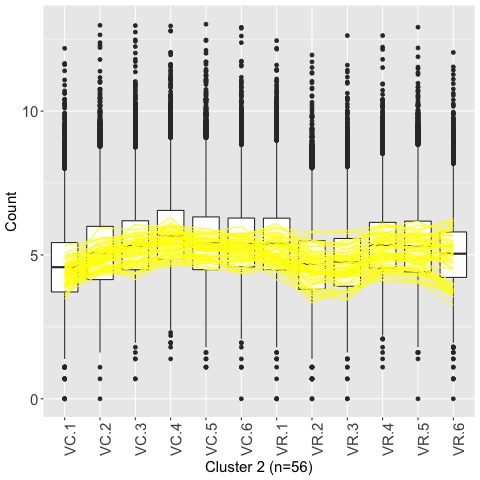 Count
10
5
0
VC.1
VC.2
VC.3
VC.4
VC.5
VC.6
VR.1
VR.2
VR.3
VR.4
VR.5
VR.6
Cluster 2 (n=56)